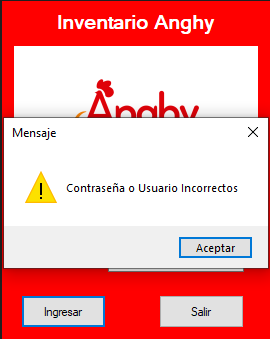 Inventario Anghy
Anghy
Mensaje
Contraseña o Usuario Incorrectos
Aceptar
Ingresar
Salir